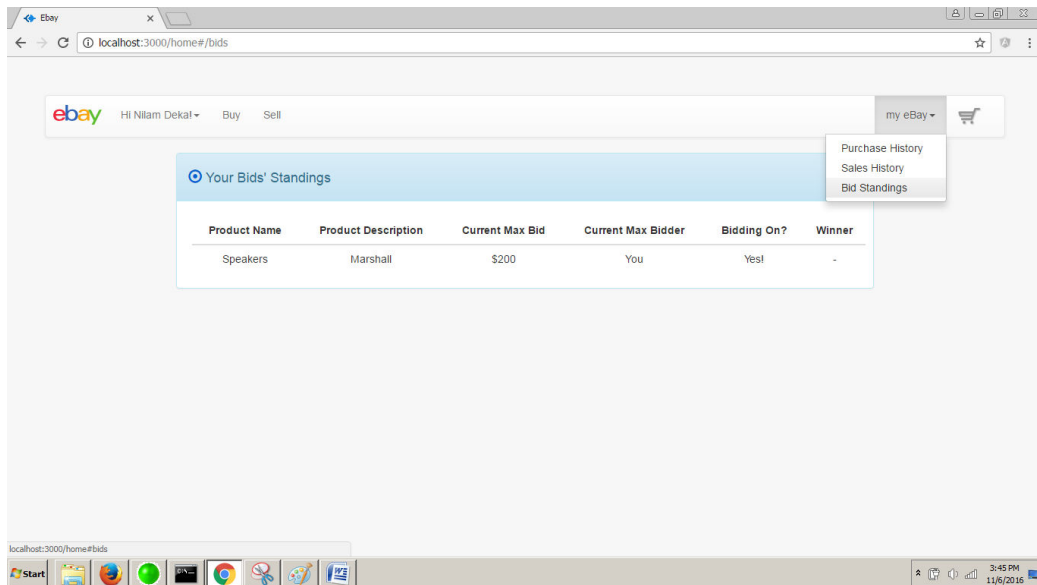 Ebay
localhost:3000/home#/bids
ebay Hi Nilam Deka! Buy Sell my eBay
Purchase History
Sales History
Bid Standings
Your Bids' Standings
Product Name Product Description Current Max Bid Current Max Bidder Bidding On? Winner
Speakers Marshall $200 You Yes! -
localhost:3000/home#bids
Start 3:45 PM
11/6/2016